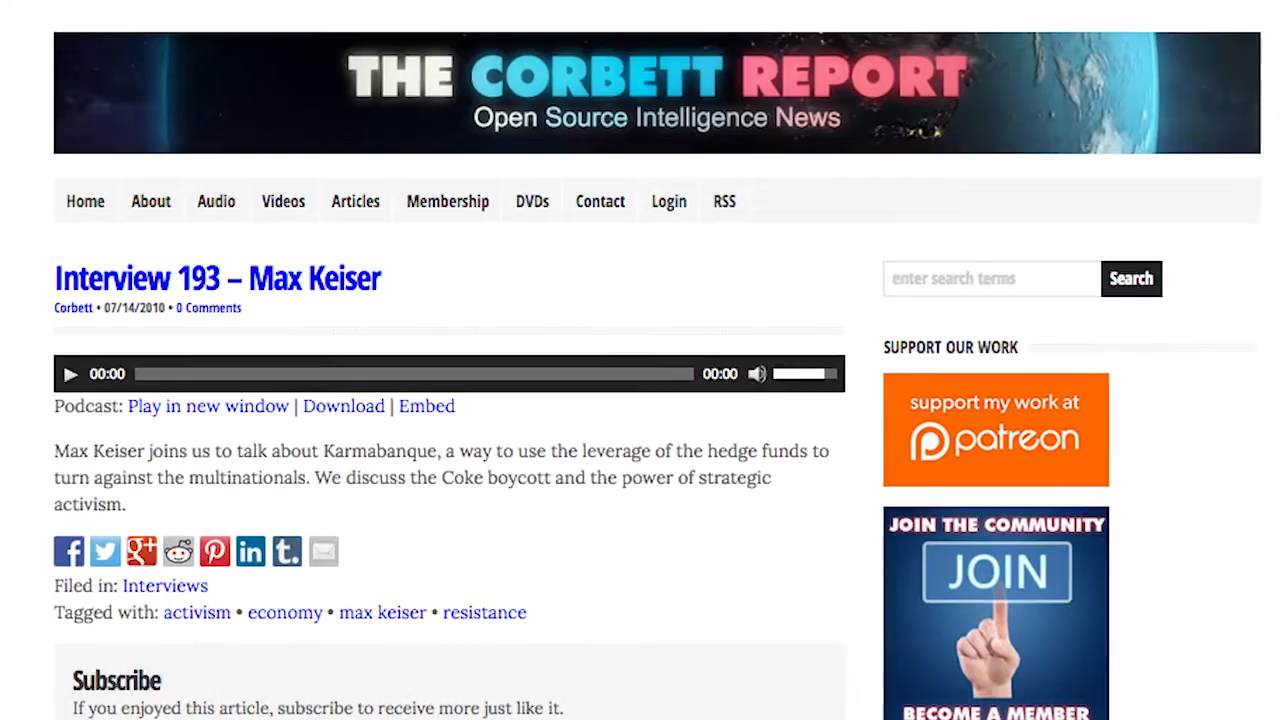 THE CORBETT REPORT
Open Source Intelligence News
Home About Audio Videos Articles Membership DVDs Contact Login RSS
Interview 193 – Max Keiser
Corbett • 07/14/2010 • 0 Comments
00:00 00:00
Podcast: Play in new window | Download | Embed
Max Keiser joins us to talk about Karmabanque, a way to use the leverage of the hedge funds to
turn against the multinationals. We discuss the Coke boycott and the power of strategic
activism.
Filed in: Interviews
Tagged with: activism • economy • max keiser • resistance
Subscribe
If you enjoyed this article, subscribe to receive more just like it.
enter search terms Search
SUPPORT OUR WORK
support my work at
patreon
JOIN THE COMMUNITY
JOIN
BECOME A MEMBER